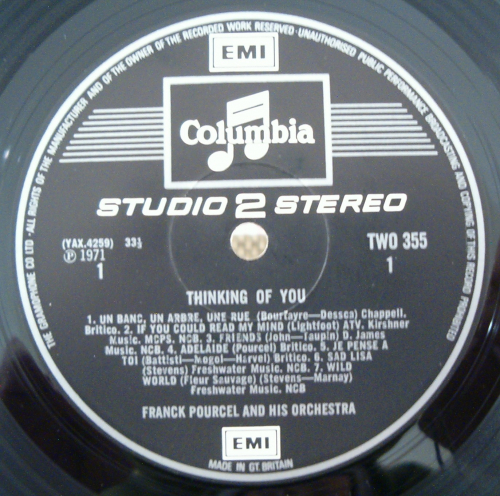 THE GRAMOPHONE CO LTD · ALL RIGHTS OF THE MANUFACTURER AND OF THE OWNER OF THE RECORDED WORK RESERVED · UNAUTHORISED PUBLIC PERFORMANCE BROADCASTING AND COPYING OF THIS RECORD PROHIBITED
EMI
Columbia
STUDIO 2 STEREO
(YAX.4259) 33⅓
TWO 355
Ⓟ 1971
1
1
THINKING OF YOU
1. UN BANC, UN ARBRE, UNE RUE (Bourtayre—Dessca) Chappell,
Britico. 2. IF YOU COULD READ MY MIND (Lightfoot) ATV. Kirshner
Music. MCPS. NCB. 3. FRIENDS (John—Taupin) D. James
Music. NCB. 4. ADELAIDE (Pourcel) Britico. 5. JE PENSE A
TOI (Battisti—Mogol—Harvel) Britico. 6. SAD LISA
(Stevens) Freshwater Music. NCB. 7. WILD
WORLD (Fleur Sauvage) (Stevens—Marnay)
Freshwater Music. NCB
FRANCK POURCEL AND HIS ORCHESTRA
EMI
MADE IN GT. BRITAIN